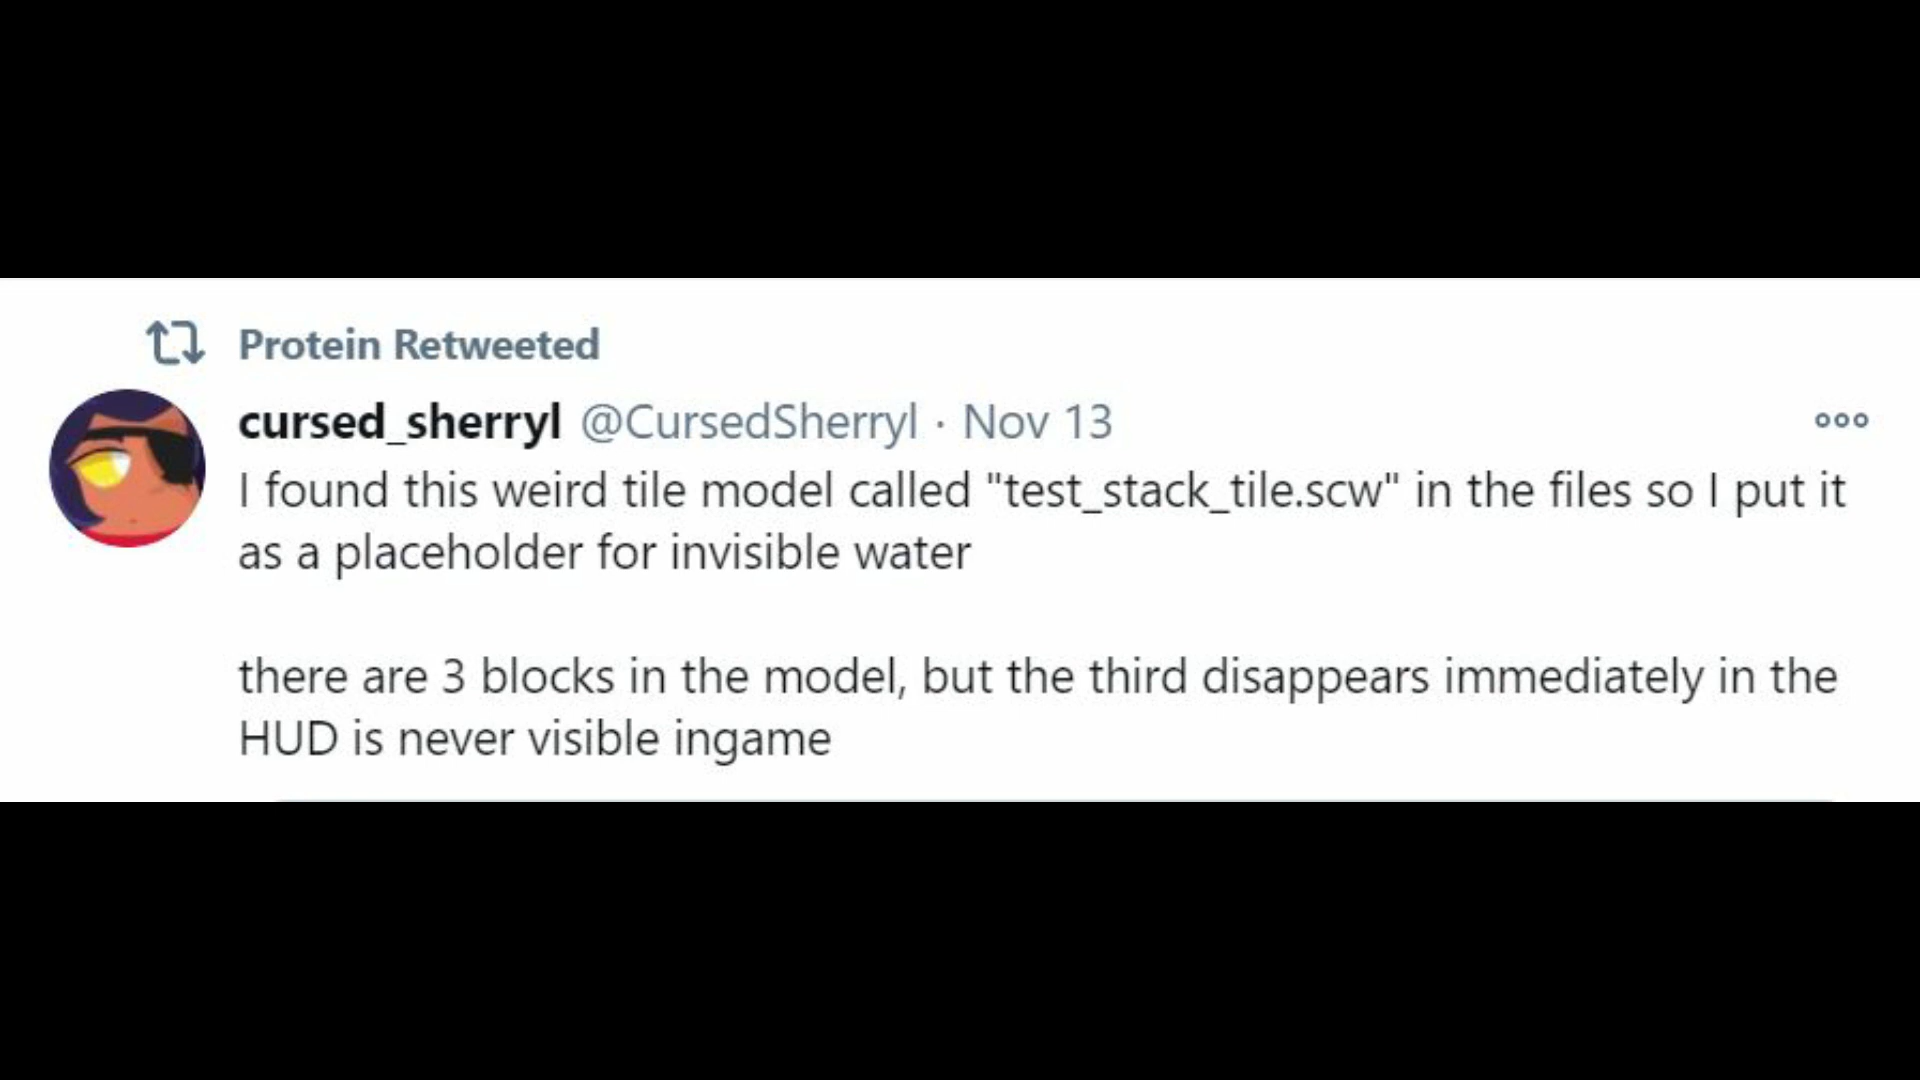 Protein Retweeted
cursed_sherryl @CursedSherryl · Nov 13
I found this weird tile model called "test_stack_tile.scw" in the files so I put it
as a placeholder for invisible water
there are 3 blocks in the model, but the third disappears immediately in the
HUD is never visible ingame